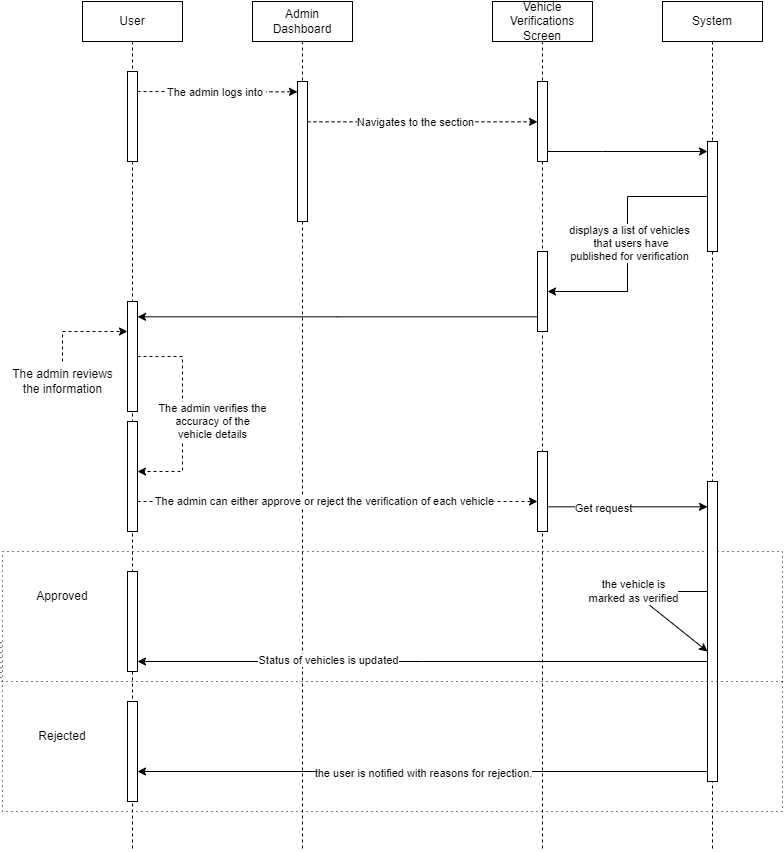 User
Admin
Dashboard
Vehicle
Verifications
Screen
System
The admin logs into
Navigates to the section
displays a list of vehicles
that users have
published for verification
The admin reviews
the information
The admin verifies the
accuracy of the
vehicle details
The admin can either approve or reject the verification of each vehicle
Get request
Approved
the vehicle is
marked as verified
Status of vehicles is updated
Rejected
the user is notified with reasons for rejection.